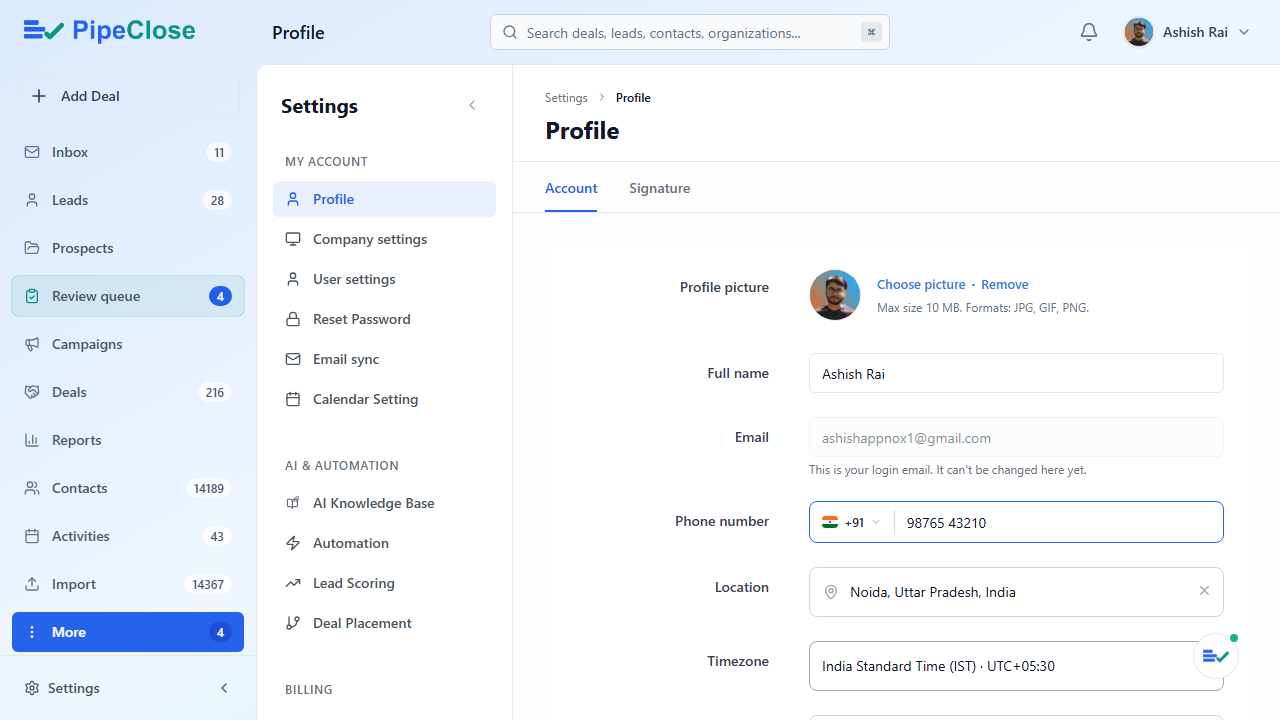 PipeClose
Profile
Search deals, leads, contacts, organizations...
⌘
Ashish Rai
Add Deal
Inbox 11
Leads 28
Prospects
Review queue 4
Campaigns
Deals 216
Reports
Contacts 14189
Activities 43
Import 14367
More 4
Settings
Settings
MY ACCOUNT
Profile
Company settings
User settings
Reset Password
Email sync
Calendar Setting
AI & AUTOMATION
AI Knowledge Base
Automation
Lead Scoring
Deal Placement
BILLING
Settings > Profile
Profile
Account Signature
Profile picture
Choose picture · Remove
Max size 10 MB. Formats: JPG, GIF, PNG.
Full name
Ashish Rai
Email
ashishappnox1@gmail.com
This is your login email. It can't be changed here yet.
Phone number
+91 98765 43210
Location
Noida, Uttar Pradesh, India
Timezone
India Standard Time (IST) · UTC+05:30